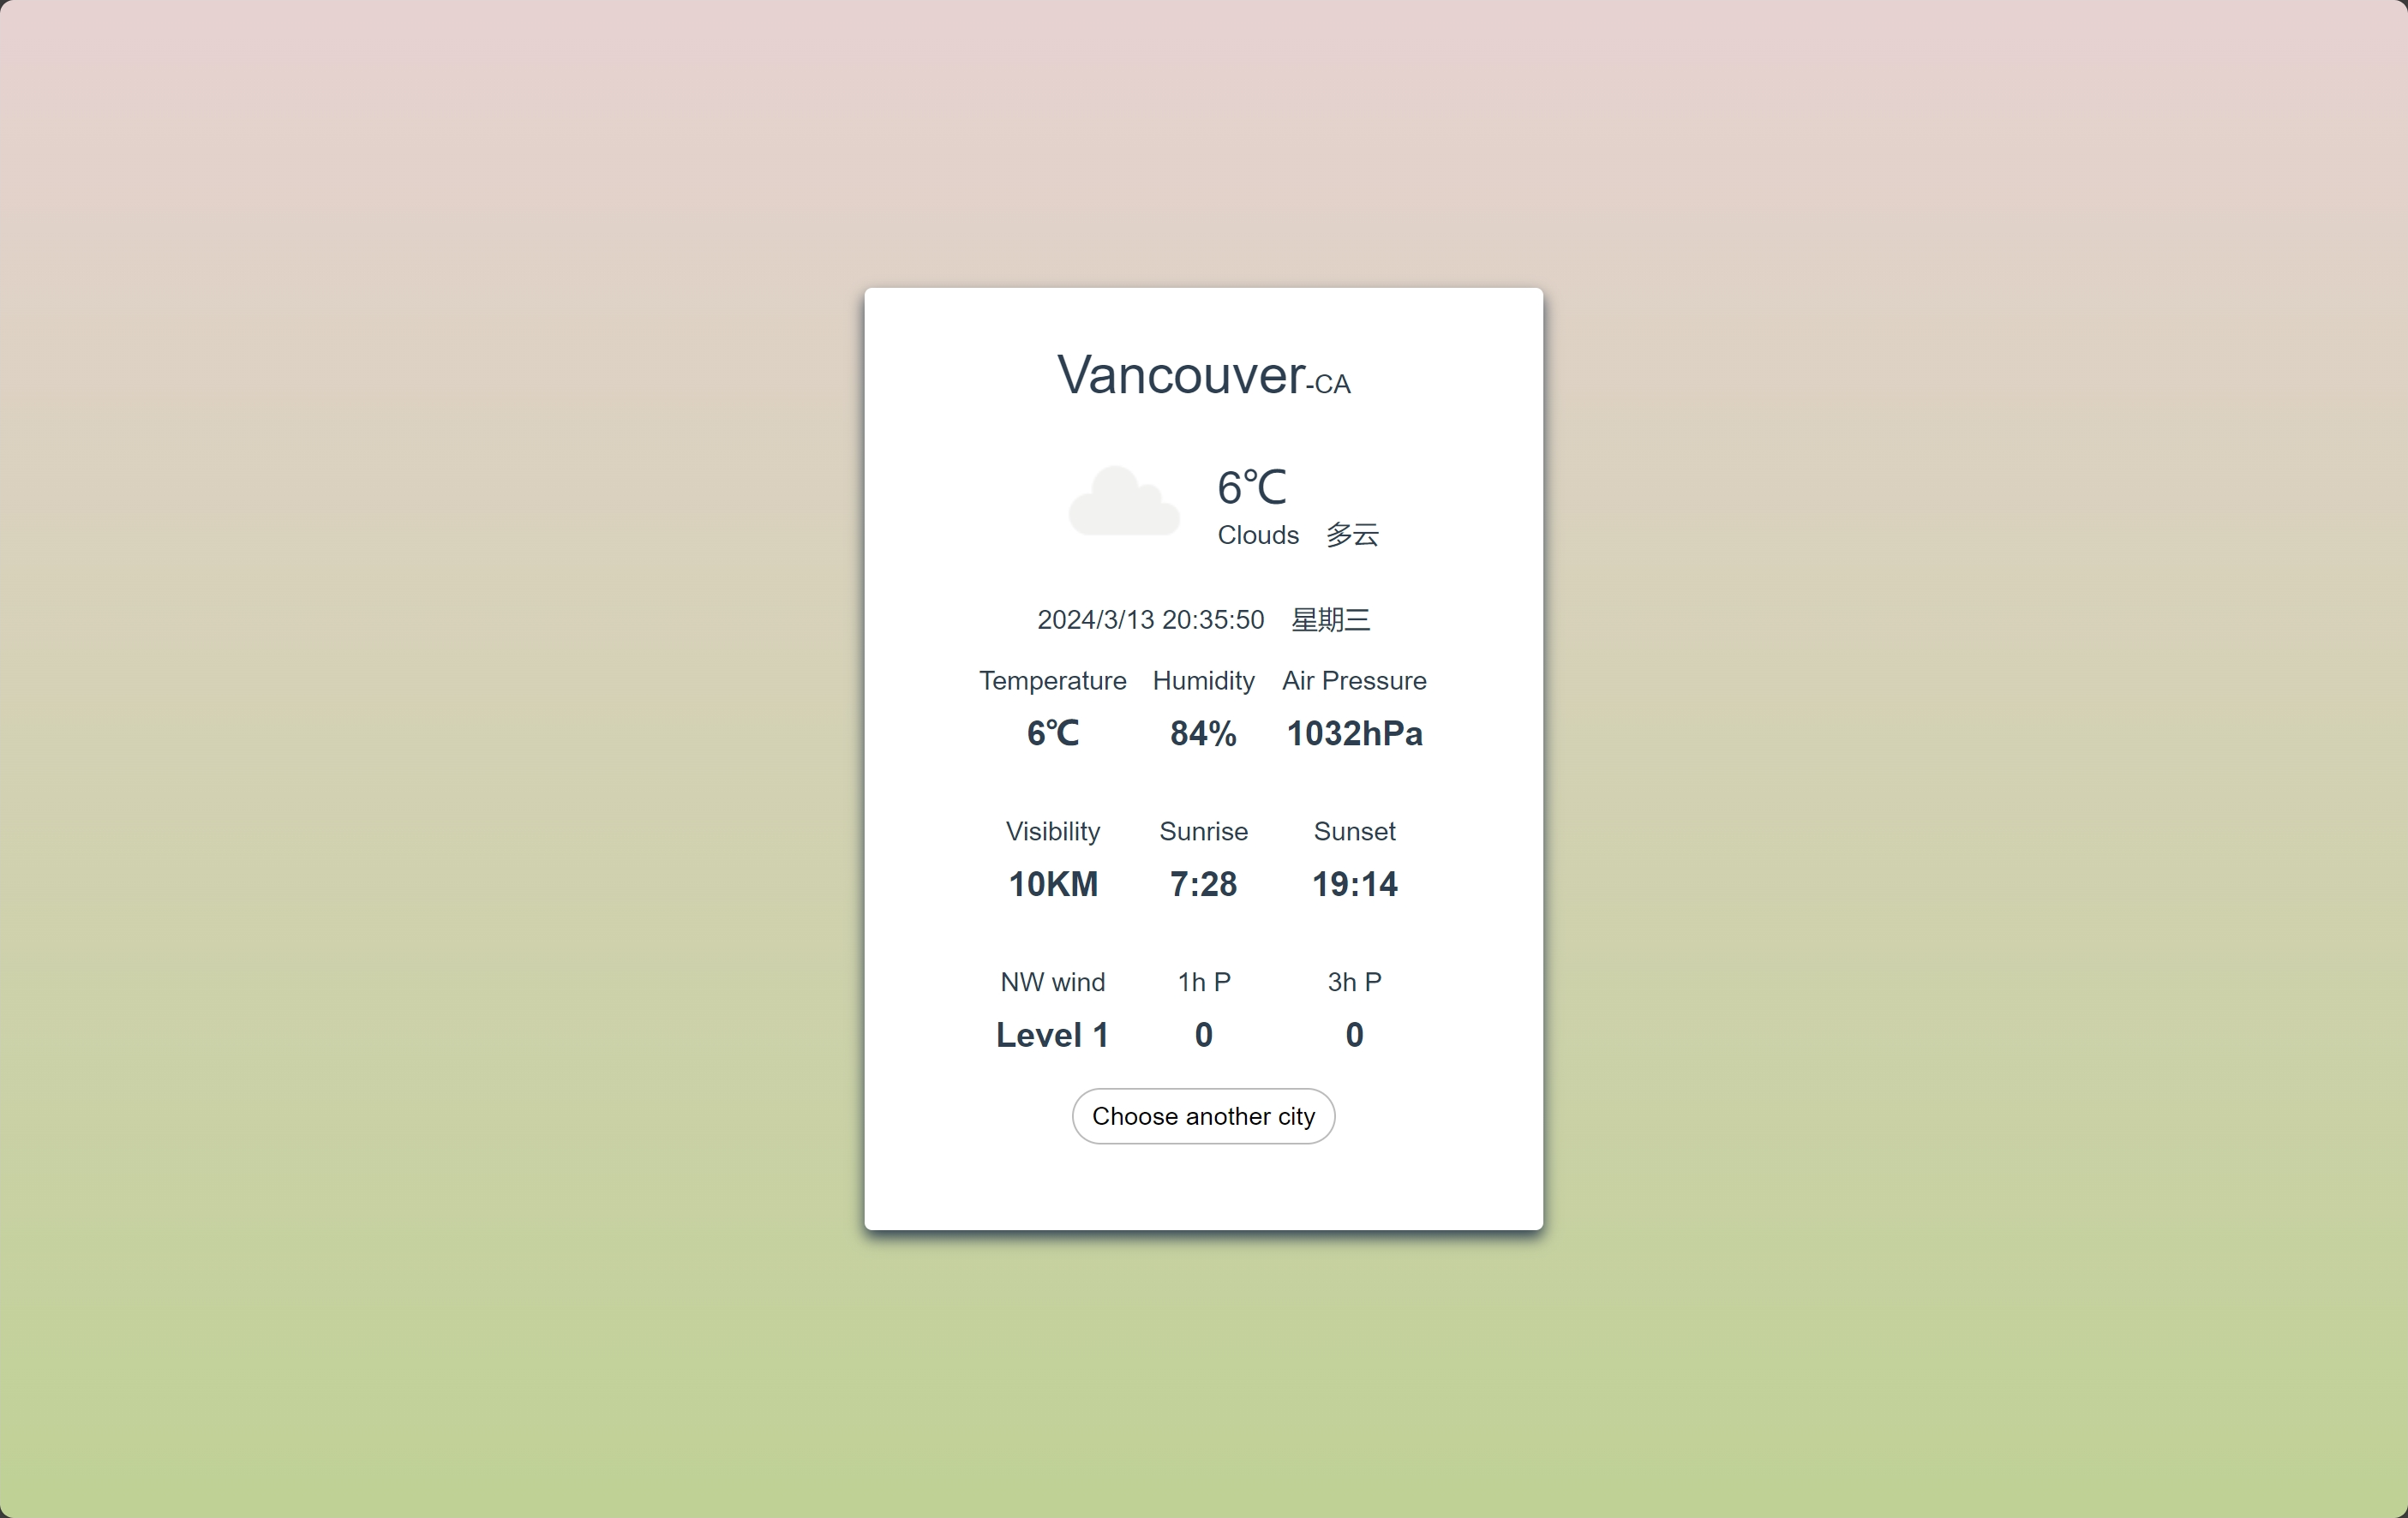 Vancouver-CA
6℃
Clouds 多云
2024/3/13 20:35:50 星期三
Temperature Humidity Air Pressure
6℃ 84% 1032hPa
Visibility Sunrise Sunset
10KM 7:28 19:14
NW wind 1h P 3h P
Level 1 0 0
Choose another city